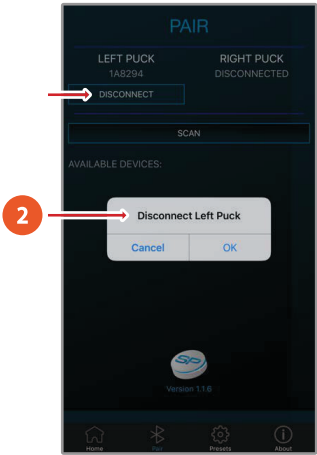 PAIR
LEFT PUCK RIGHT PUCK
1A8294 DISCONNECTED
DISCONNECT
SCAN
AVAILABLE DEVICES:
2
Disconnect Left Puck
Cancel OK
SP
Version 1.1.6
Home Pair Presets About